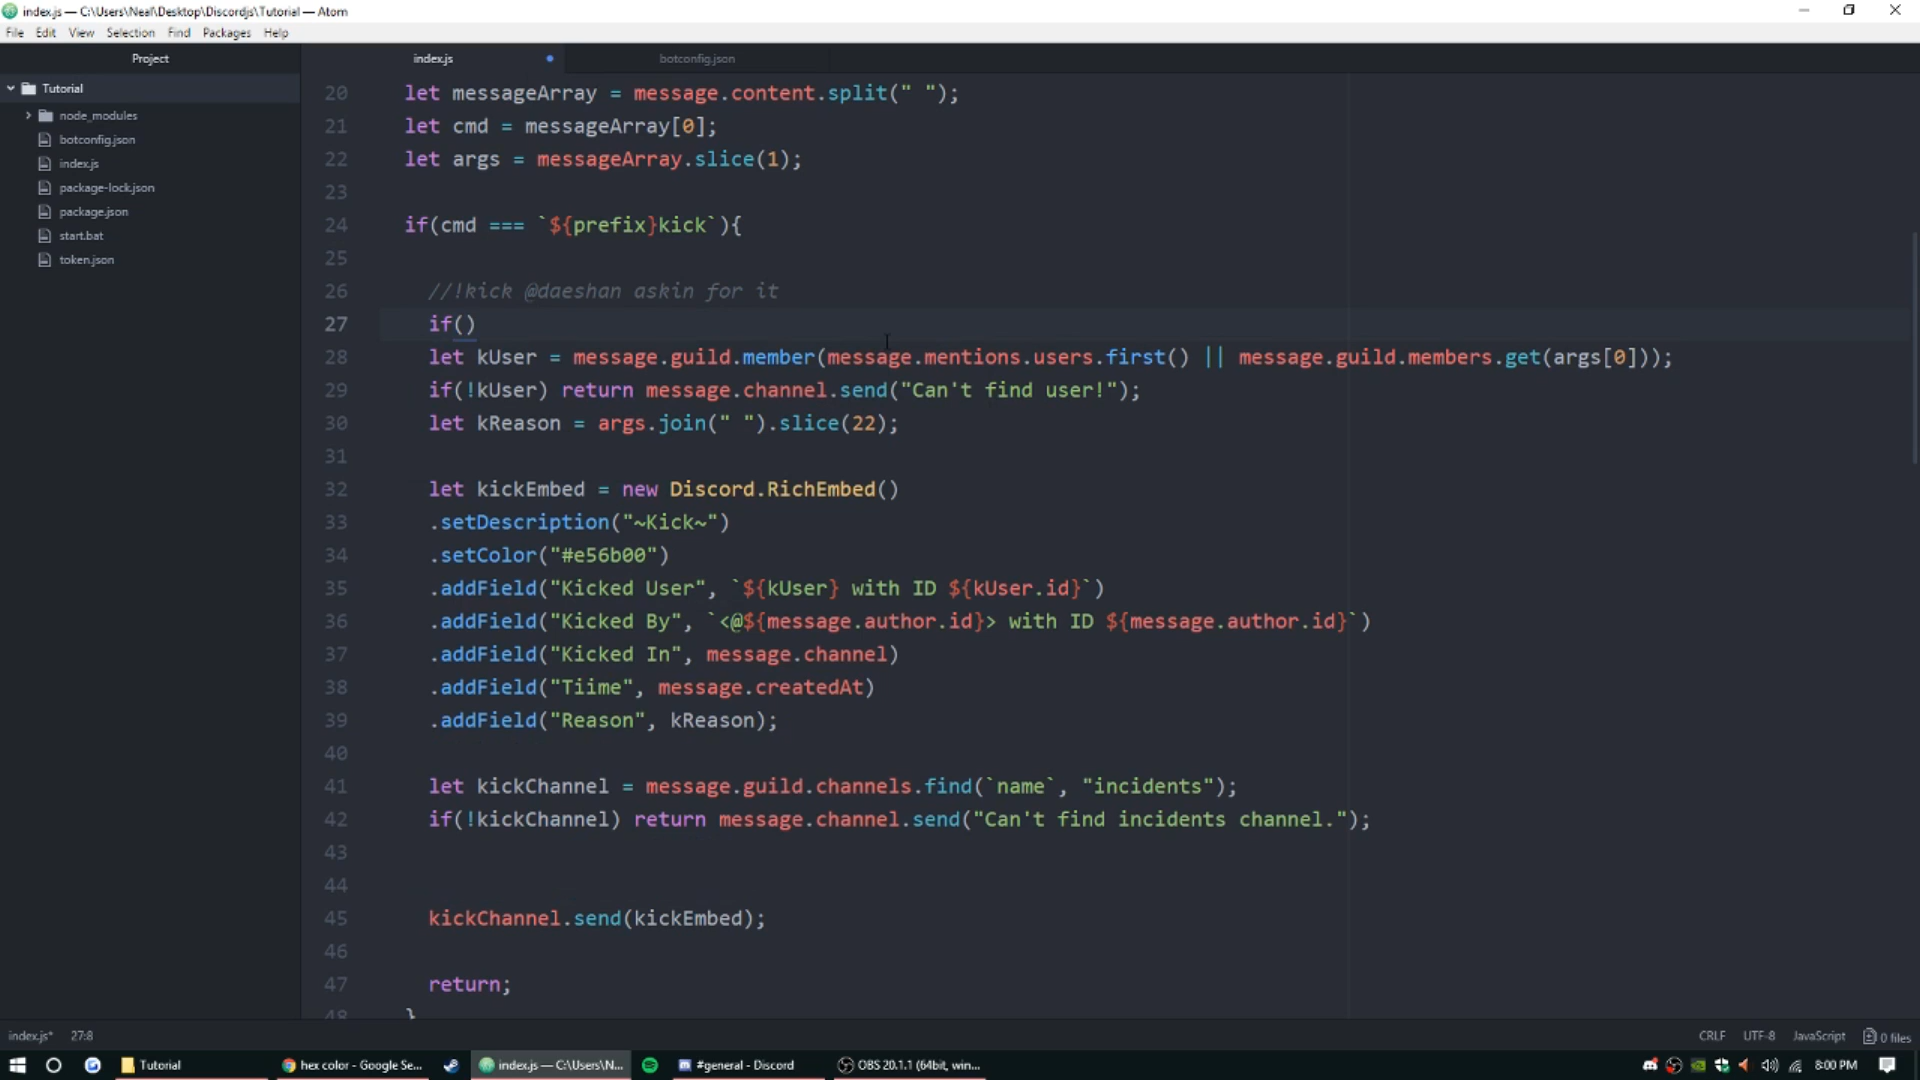 index.js — C:\Users\Neal\Desktop\Discordjs\Tutorial — Atom
File Edit View Selection Find Packages Help
Project
index.js
botconfig.json
Tutorial
node_modules
botconfig.json
index.js
package-lock.json
package.json
start.bat
token.json
20 let messageArray = message.content.split(" ");
21 let cmd = messageArray[0];
22 let args = messageArray.slice(1);
23
24 if(cmd === `${prefix}kick`){
25
26 //!kick @daeshan askin for it
27 if()
28 let kUser = message.guild.member(message.mentions.users.first() || message.guild.members.get(args[0]));
29 if(!kUser) return message.channel.send("Can't find user!");
30 let kReason = args.join(" ").slice(22);
31
32 let kickEmbed = new Discord.RichEmbed()
33 .setDescription("~Kick~")
34 .setColor("#e56b00")
35 .addField("Kicked User", `${kUser} with ID ${kUser.id}`)
36 .addField("Kicked By", `<@${message.author.id}> with ID ${message.author.id}`)
37 .addField("Kicked In", message.channel)
38 .addField("Tiime", message.createdAt)
39 .addField("Reason", kReason);
40
41 let kickChannel = message.guild.channels.find(`name`, "incidents");
42 if(!kickChannel) return message.channel.send("Can't find incidents channel.");
43
44
45 kickChannel.send(kickEmbed);
46
47 return;
48 }
index.js* 27:8
CRLF UTF-8 JavaScript 0 files
Tutorial
hex color - Google Se...
index.js — C:\Users\N...
#general - Discord
OBS 20.1.1 (64bit, win...
8:00 PM